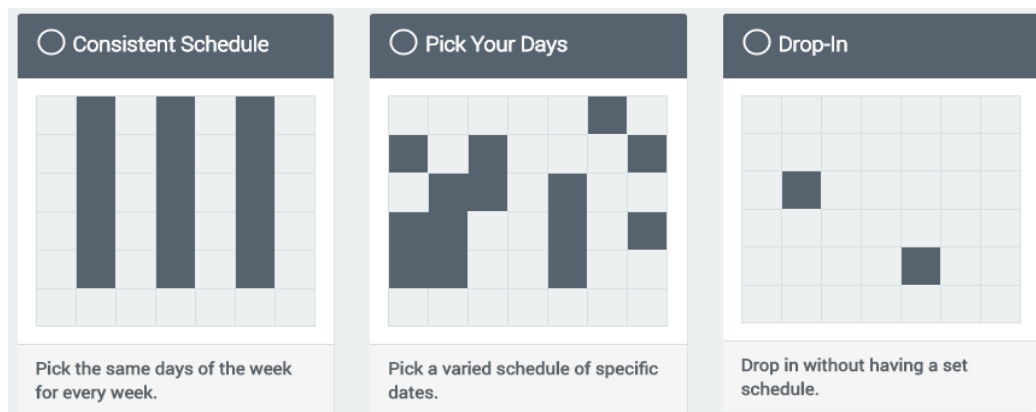 Consistent Schedule
Pick Your Days
Drop-In
Pick the same days of the week
for every week.
Pick a varied schedule of specific
dates.
Drop in without having a set
schedule.